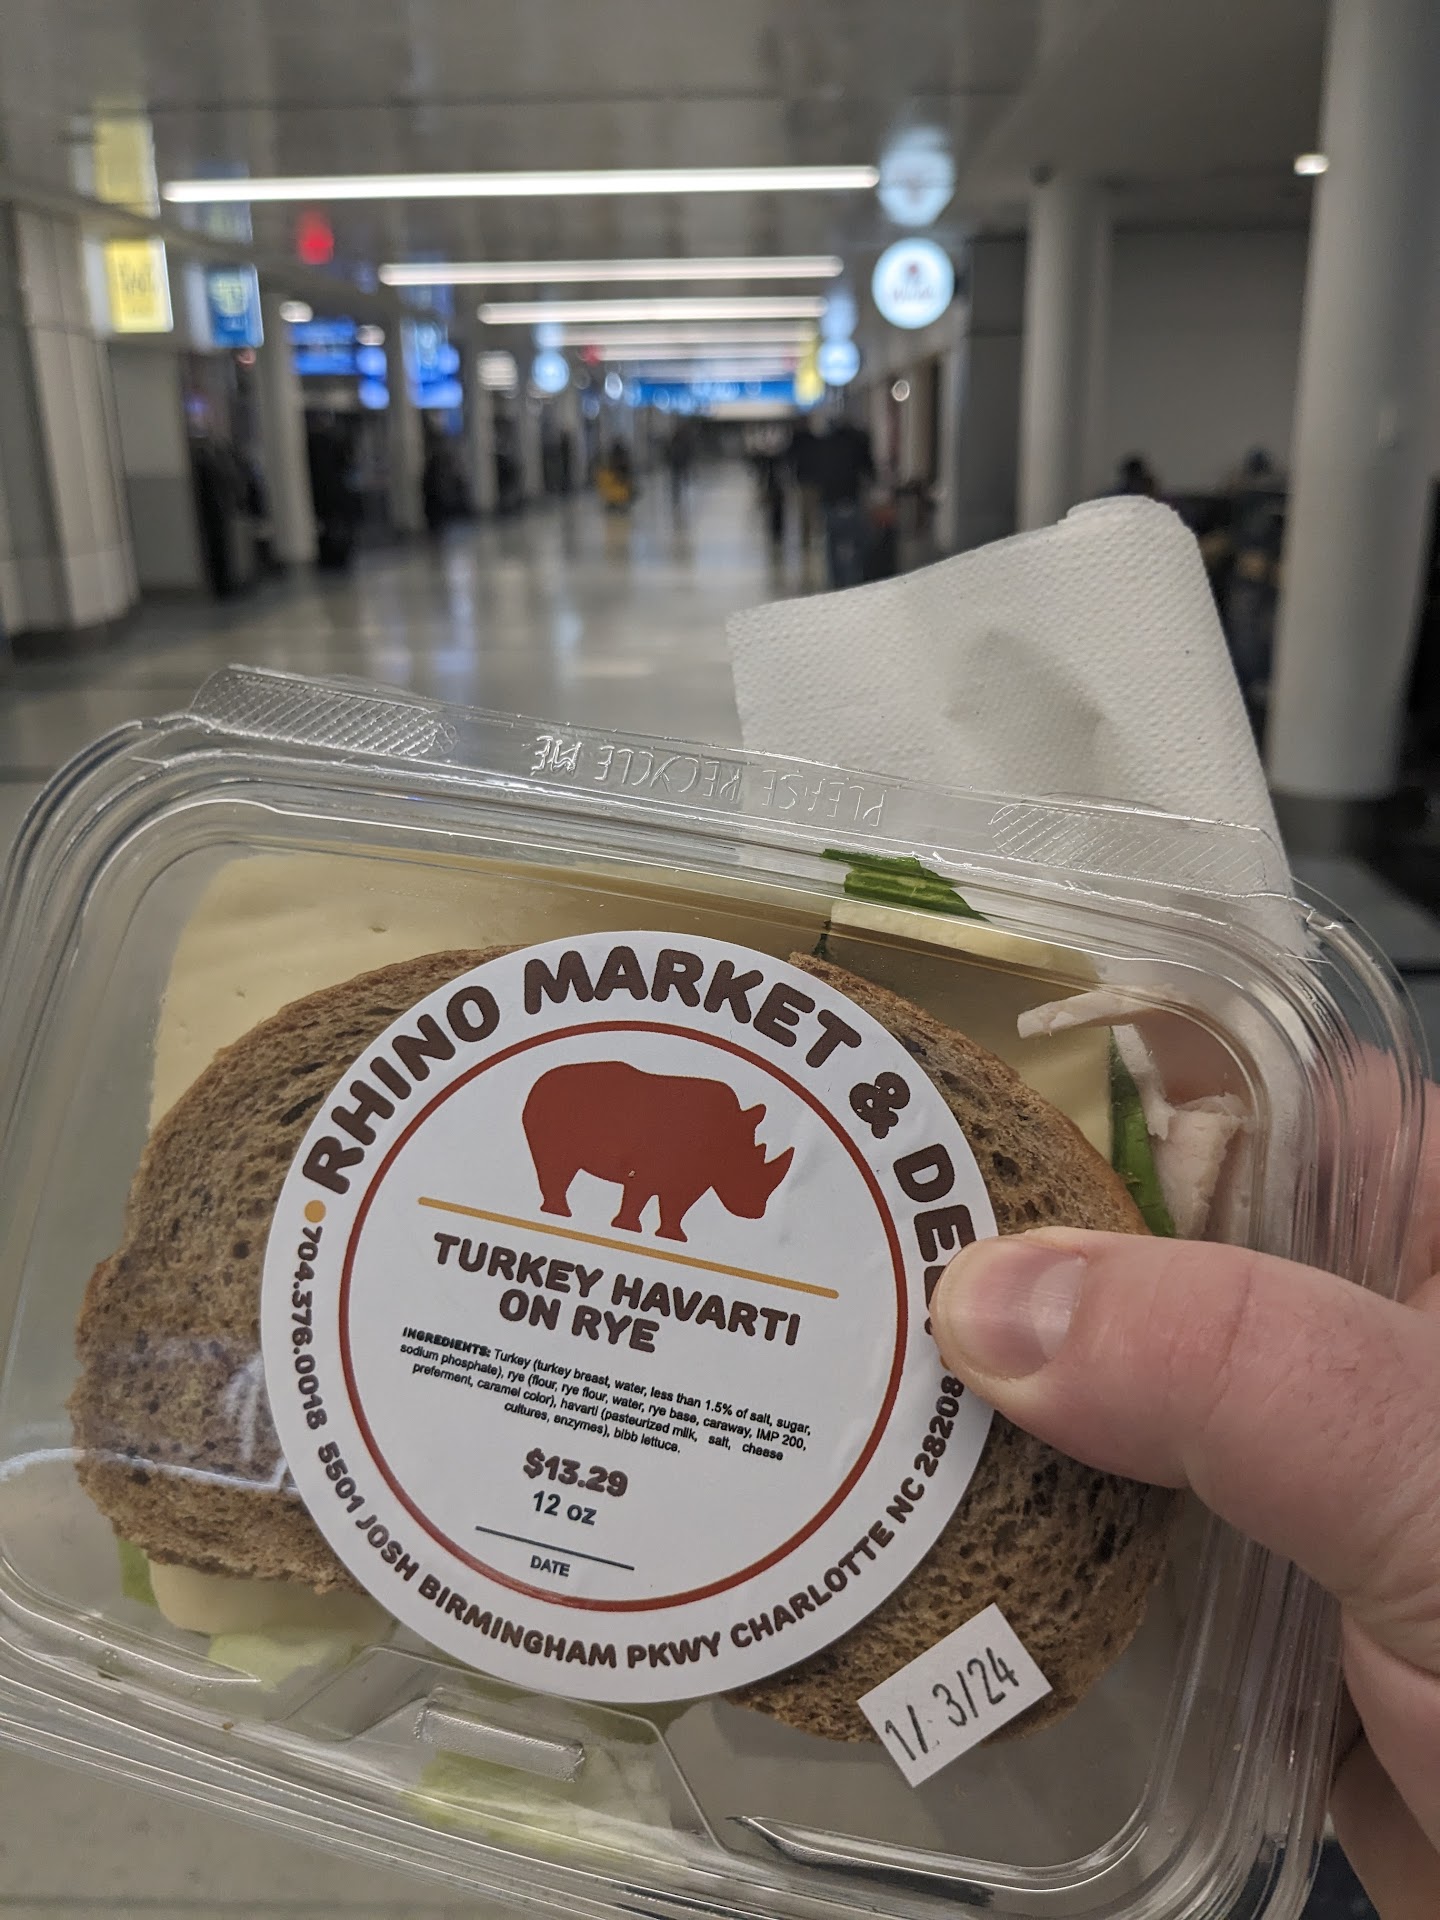 PLEASE RECYCLE ME
RHINO MARKET & DELI
TURKEY HAVARTI
ON RYE
INGREDIENTS: Turkey (turkey breast, water, less than 1.5% of salt, sugar,
sodium phosphate), rye (flour, rye flour, water, rye base, caraway, IMP 200,
preferment, caramel color), havarti (pasteurized milk, salt, cheese
cultures, enzymes), bibb lettuce.
$13.29
12 oz
DATE
704.376.0018 5501 JOSH BIRMINGHAM PKWY CHARLOTTE NC 28208
1/ 3/24